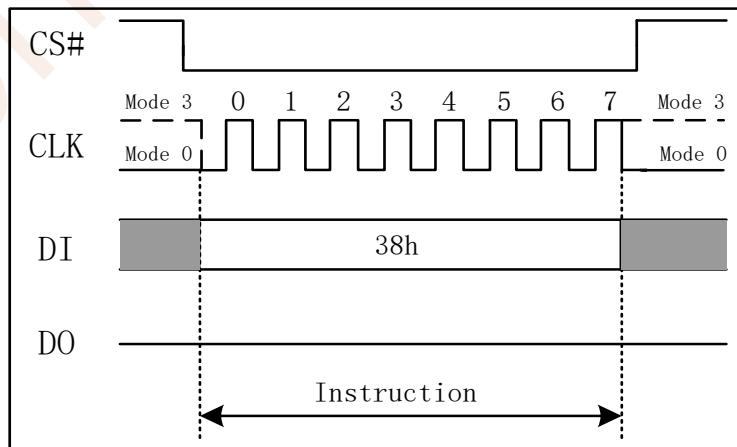 CS#
Mode 3 0 1 2 3 4 5 6 7 Mode 3
CLK
Mode 0 Mode 0
DI 38h
DO
Instruction